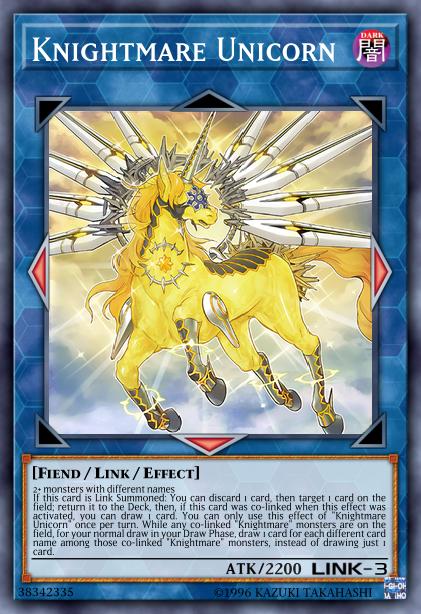 KNIGHTMARE UNICORN
DARK
闇
[FIEND / LINK / EFFECT]
2+ monsters with different names
If this card is Link Summoned: You can discard 1 card, then target 1 card on the
field; return it to the Deck, then, if this card was co-linked when this effect was
activated, you can draw 1 card. You can only use this effect of "Knightmare
Unicorn" once per turn. While any co-linked "Knightmare" monsters are on the
field, for your normal draw in your Draw Phase, draw 1 card for each different card
name among those co-linked "Knightmare" monsters, instead of drawing just 1
card.
ATK/2200 LINK-3
38342335
©1996 KAZUKI TAKAHASHI